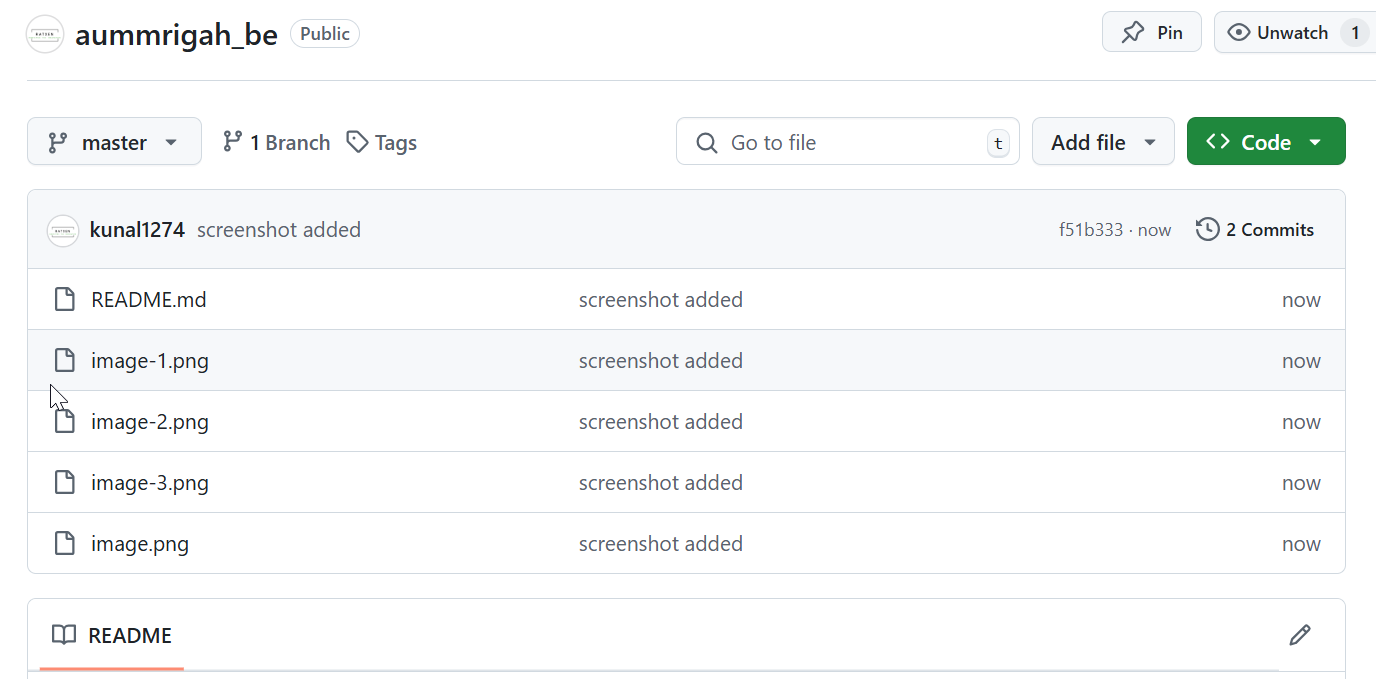 aummrigah_be Public Pin Unwatch 1
master 1 Branch Tags Go to file t Add file Code
kunal1274 screenshot added f51b333 · now 2 Commits
README.md screenshot added now
image-1.png screenshot added now
image-2.png screenshot added now
image-3.png screenshot added now
image.png screenshot added now
README